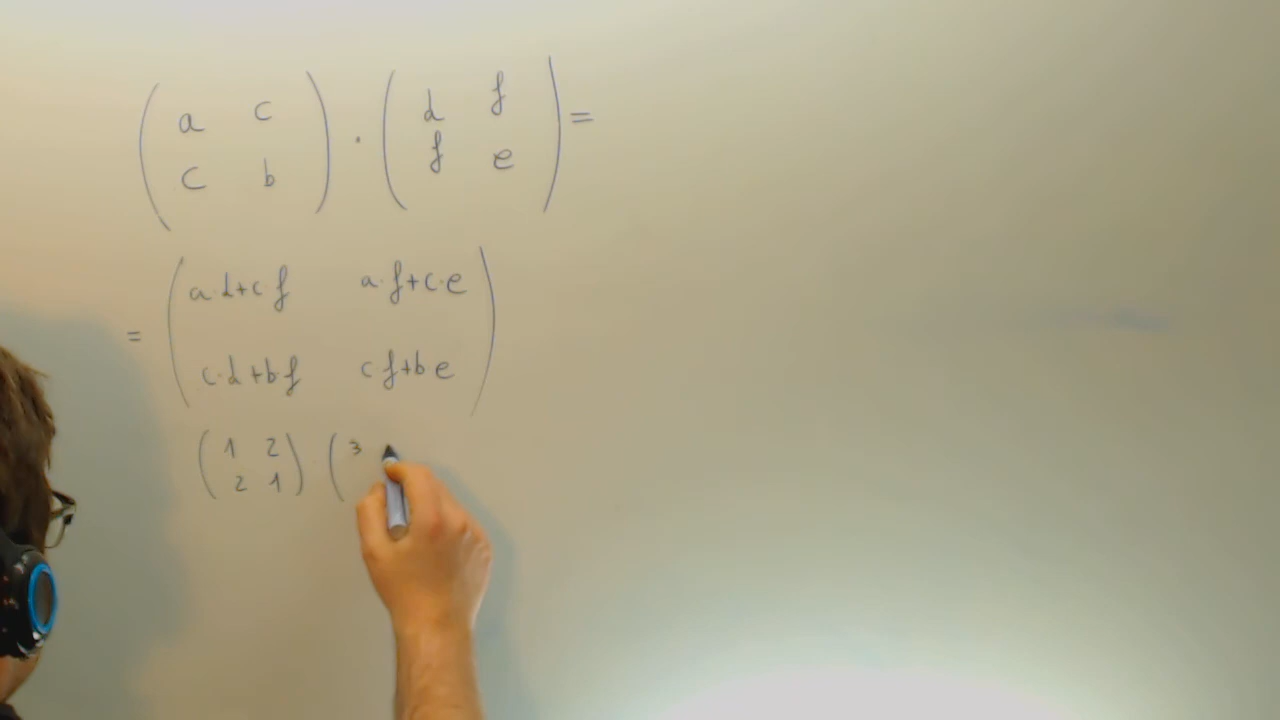 ( a c ) · ( d f ) =
( c b ) ( f e )
= ( a·d+c f a·f+c·e )
( c·d+b f c f+b e )
( 1 2 ) · ( 3
( 2 1 ) (